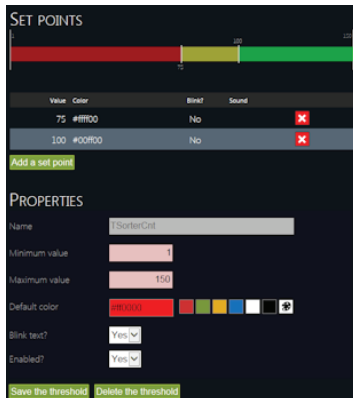 SET POINTS
1
100
150
75
Value Color Blink? Sound
75 #ffff00 No
100 #00ff00 No
Add a set point
PROPERTIES
Name TSorterCnt
Minimum value 1
Maximum value 150
Default color #ff0000
Blink text? Yes
Enabled? Yes
Save the threshold Delete the threshold